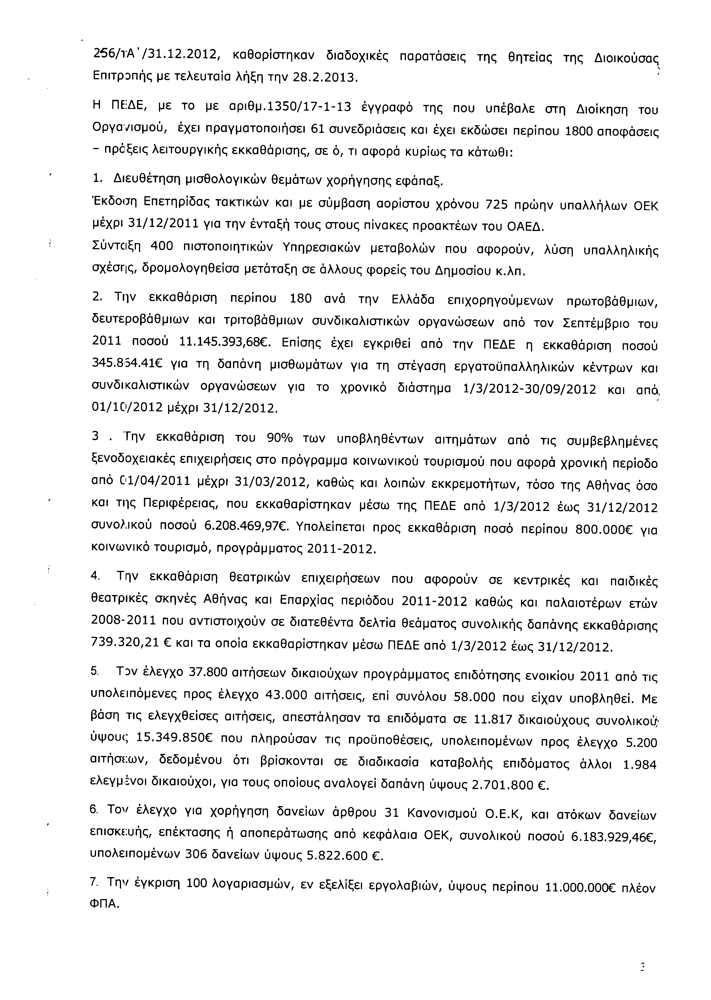 256/τΑ΄/31.12.2012, καθορίστηκαν διαδοχικές παρατάσεις της θητείας της Διοικούσας
Επιτροπής με τελευταία λήξη την 28.2.2013.
Η ΠΕΔΕ, με το με αριθμ.1350/17-1-13 έγγραφό της που υπέβαλε στη Διοίκηση του
Οργανισμού, έχει πραγματοποιήσει 61 συνεδριάσεις και έχει εκδώσει περίπου 1800 αποφάσεις
– πράξεις λειτουργικής εκκαθάρισης, σε ό, τι αφορά κυρίως τα κάτωθι:
1. Διευθέτηση μισθολογικών θεμάτων χορήγησης εφάπαξ.
Έκδοση Επετηρίδας τακτικών και με σύμβαση αορίστου χρόνου 725 πρώην υπαλλήλων ΟΕΚ
μέχρι 31/12/2011 για την ένταξή τους στους πίνακες προακτέων του ΟΑΕΔ.
Σύνταξη 400 πιστοποιητικών Υπηρεσιακών μεταβολών που αφορούν, λύση υπαλληλικής
σχέσης, δρομολογηθείσα μετάταξη σε άλλους φορείς του Δημοσίου κ.λπ.
2. Την εκκαθάριση περίπου 180 ανά την Ελλάδα επιχορηγούμενων πρωτοβάθμιων,
δευτεροβάθμιων και τριτοβάθμιων συνδικαλιστικών οργανώσεων από τον Σεπτέμβριο του
2011 ποσού 11.145.393,68€. Επίσης έχει εγκριθεί από την ΠΕΔΕ η εκκαθάριση ποσού
345.854.41€ για τη δαπάνη μισθωμάτων για τη στέγαση εργατοϋπαλληλικών κέντρων και
συνδικαλιστικών οργανώσεων για το χρονικό διάστημα 1/3/2012-30/09/2012 και από
01/10/2012 μέχρι 31/12/2012.
3 . Την εκκαθάριση του 90% των υποβληθέντων αιτημάτων από τις συμβεβλημένες
ξενοδοχειακές επιχειρήσεις στο πρόγραμμα κοινωνικού τουρισμού που αφορά χρονική περίοδο
από 01/04/2011 μέχρι 31/03/2012, καθώς και λοιπών εκκρεμοτήτων, τόσο της Αθήνας όσο
και της Περιφέρειας, που εκκαθαρίστηκαν μέσω της ΠΕΔΕ από 1/3/2012 έως 31/12/2012
συνολικού ποσού 6.208.469,97€. Υπολείπεται προς εκκαθάριση ποσό περίπου 800.000€ για
κοινωνικό τουρισμό, προγράμματος 2011-2012.
4. Την εκκαθάριση θεατρικών επιχειρήσεων που αφορούν σε κεντρικές και παιδικές
θεατρικές σκηνές Αθήνας και Επαρχίας περιόδου 2011-2012 καθώς και παλαιοτέρων ετών
2008-2011 που αντιστοιχούν σε διατεθέντα δελτία θεάματος συνολικής δαπάνης εκκαθάρισης
739.320,21 € και τα οποία εκκαθαρίστηκαν μέσω ΠΕΔΕ από 1/3/2012 έως 31/12/2012.
5. Τον έλεγχο 37.800 αιτήσεων δικαιούχων προγράμματος επιδότησης ενοικίου 2011 από τις
υπολειπόμενες προς έλεγχο 43.000 αιτήσεις, επί συνόλου 58.000 που είχαν υποβληθεί. Με
βάση τις ελεγχθείσες αιτήσεις, απεστάλησαν τα επιδόματα σε 11.817 δικαιούχους συνολικού
ύψους 15.349.850€ που πληρούσαν τις προϋποθέσεις, υπολειπομένων προς έλεγχο 5.200
αιτήσεων, δεδομένου ότι βρίσκονται σε διαδικασία καταβολής επιδόματος άλλοι 1.984
ελεγμένοι δικαιούχοι, για τους οποίους αναλογεί δαπάνη ύψους 2.701.800 €.
6. Τον έλεγχο για χορήγηση δανείων άρθρου 31 Κανονισμού Ο.Ε.Κ, και ατόκων δανείων
επισκευής, επέκτασης ή αποπεράτωσης από κεφάλαια ΟΕΚ, συνολικού ποσού 6.183.929,46€,
υπολειπομένων 306 δανείων ύψους 5.822.600 €.
7. Την έγκριση 100 λογαριασμών, εν εξελίξει εργολαβιών, ύψους περίπου 11.000.000€ πλέον
ΦΠΑ.
3